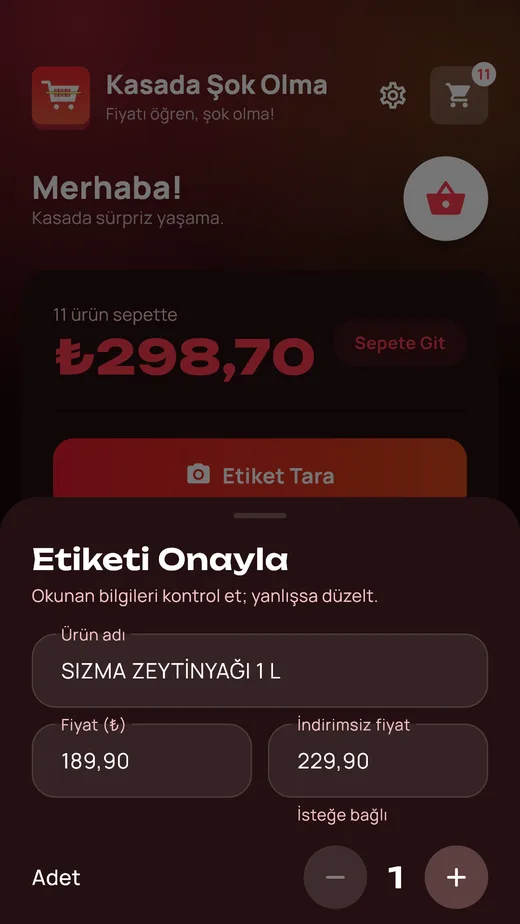 Kasada Şok Olma
Fiyatı öğren, şok olma!
11
Merhaba!
Kasada sürpriz yaşama.
11 ürün sepette
₺298,70
Sepete Git
Etiket Tara
Etiketi Onayla
Okunan bilgileri kontrol et; yanlışsa düzelt.
Ürün adı
SIZMA ZEYTİNYAĞI 1 L
Fiyat (₺)
İndirimsiz fiyat
189,90
229,90
İsteğe bağlı
Adet
1